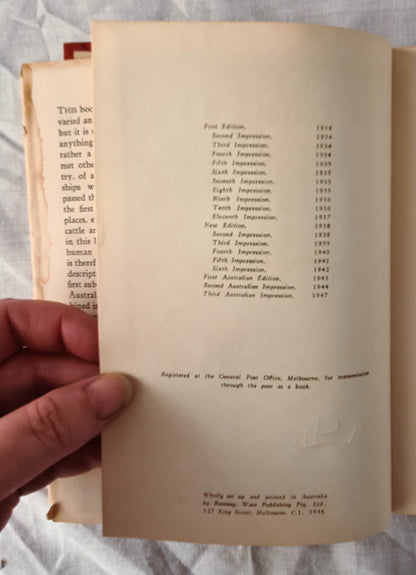 THIS boo
varied an
but it is
anything
rather a
met othe
try, of a
ships w
passed th
the first
places, e
cattle an
in this l
human
is theref
descript
first sub
Austral
bined is
First Edition, 1934
Second Impression, 1934
Third Impression, 1934
Fourth Impression, 1934
Fifth Impression, 1935
Sixth Impression, 1935
Seventh Impression, 1935
Eighth Impression, 1935
Ninth Impression, 1936
Tenth Impression, 1936
Eleventh Impression, 1937
New Edition, 1938
Second Impression, 1938
Third Impression, 1939
Fourth Impression, 1940
Fifth Impression, 1941
Sixth Impression, 1942
First Australian Edition, 1943
Second Australian Impression, 1944
Third Australian Impression, 1947
Registered at the General Post Office, Melbourne, for transmission
through the post as a book.
Wholly set up and printed in Australia
by Ramsay, Ware Publishing Pty. Ltd.,
127 King Street, Melbourne, C.1, 1946.